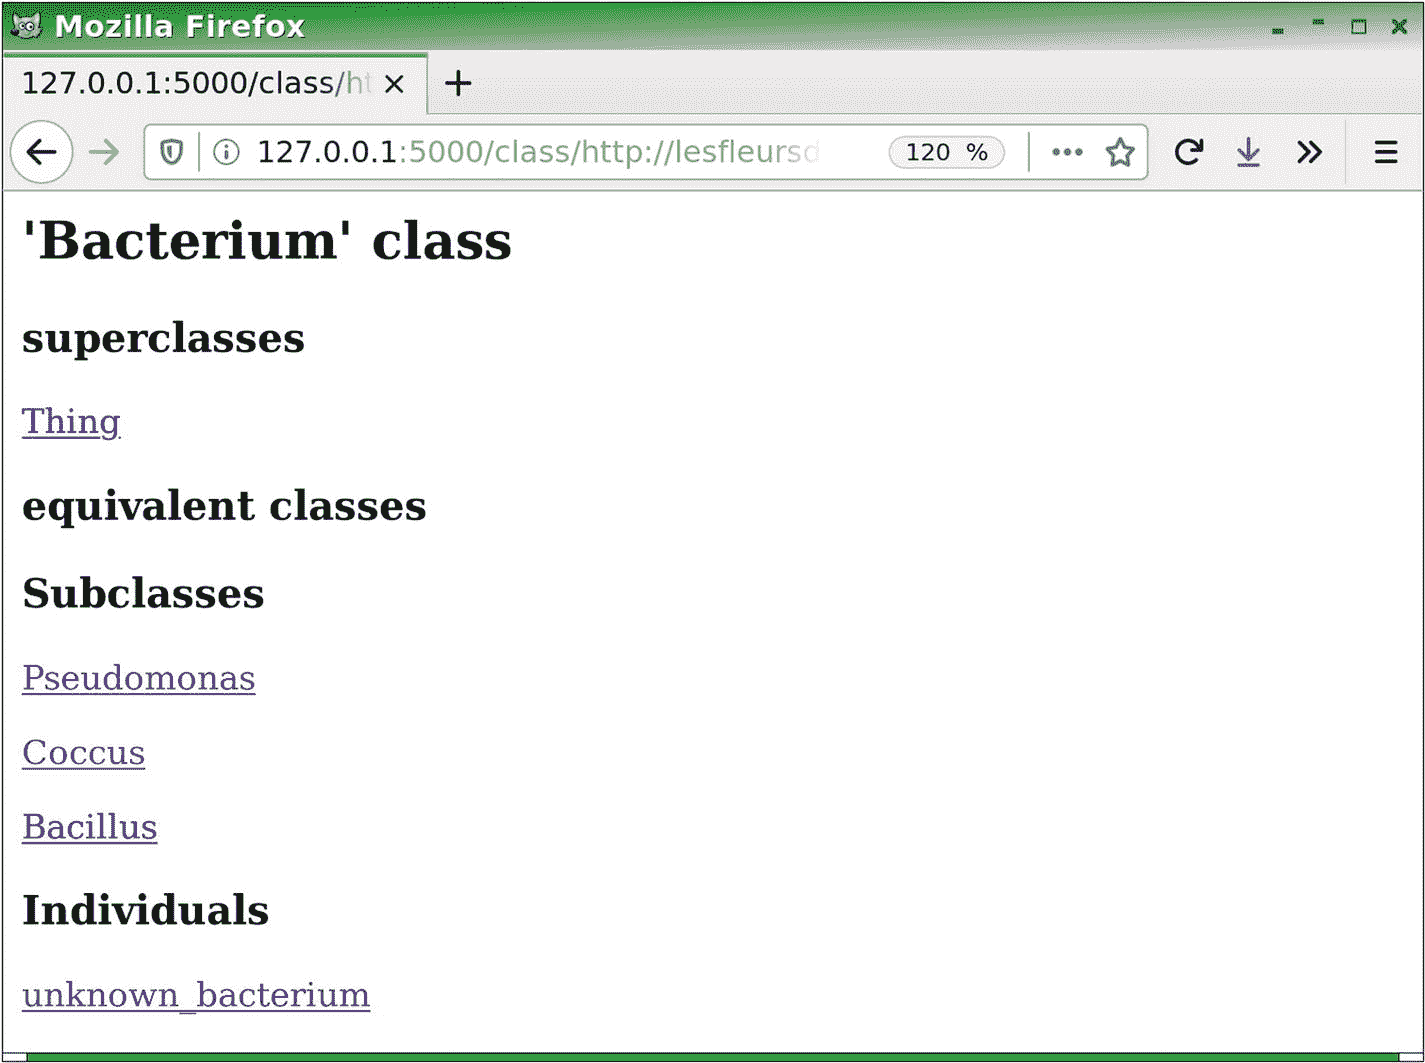 Mozilla Firefox
127.0.0.1:5000/class/ht
127.0.0.1:5000/class/http://lesfleursd 120 %
'Bacterium' class
superclasses
Thing
equivalent classes
Subclasses
Pseudomonas
Coccus
Bacillus
Individuals
unknown_bacterium